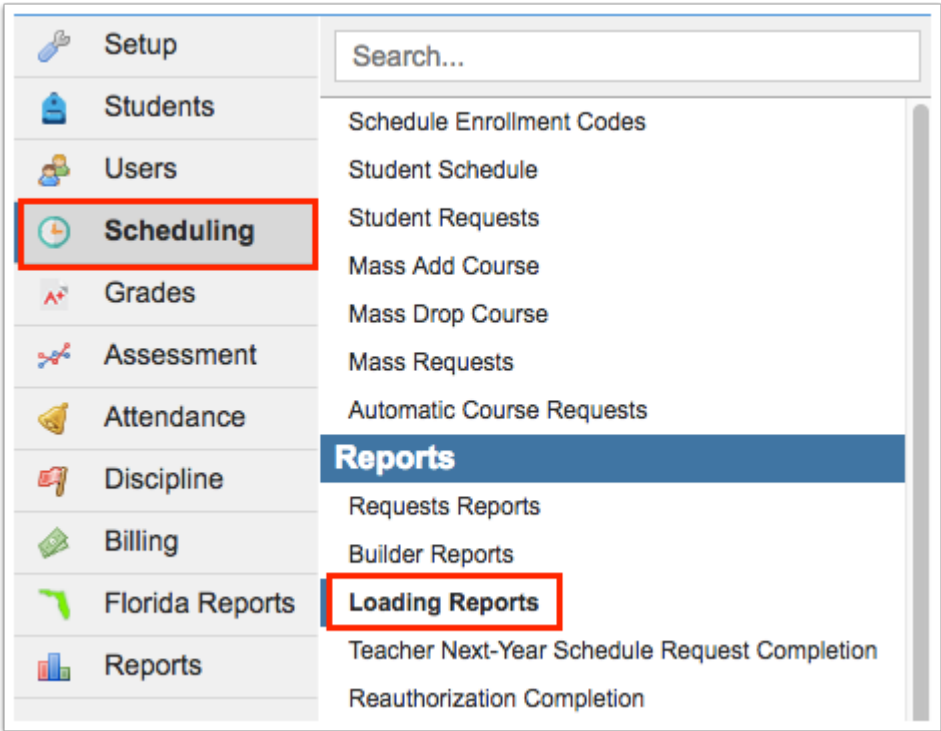 Setup
Students
Users
Scheduling
A+
Grades
Assessment
Attendance
Discipline
Billing
Florida Reports
Reports
Search...
Schedule Enrollment Codes
Student Schedule
Student Requests
Mass Add Course
Mass Drop Course
Mass Requests
Automatic Course Requests
Reports
Requests Reports
Builder Reports
Loading Reports
Teacher Next-Year Schedule Request Completion
Reauthorization Completion